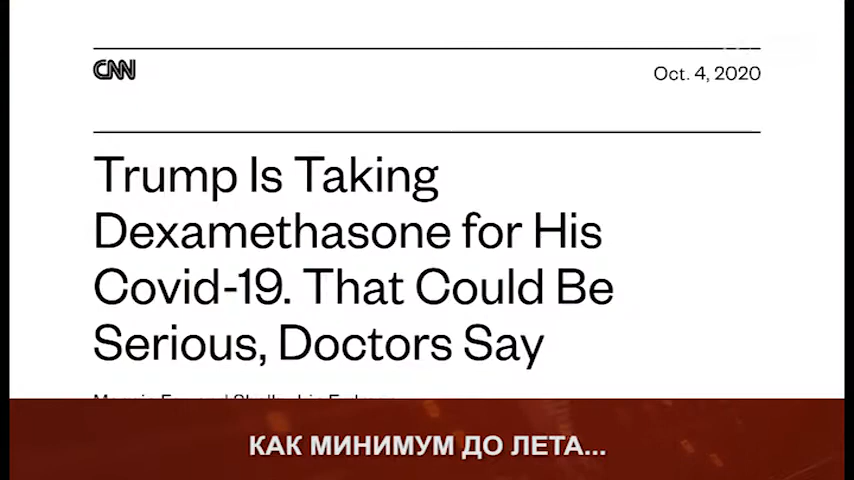 CNN
Oct. 4, 2020
Trump Is Taking
Dexamethasone for His
Covid-19. That Could Be
Serious, Doctors Say
КАК МИНИМУМ ДО ЛЕТА...